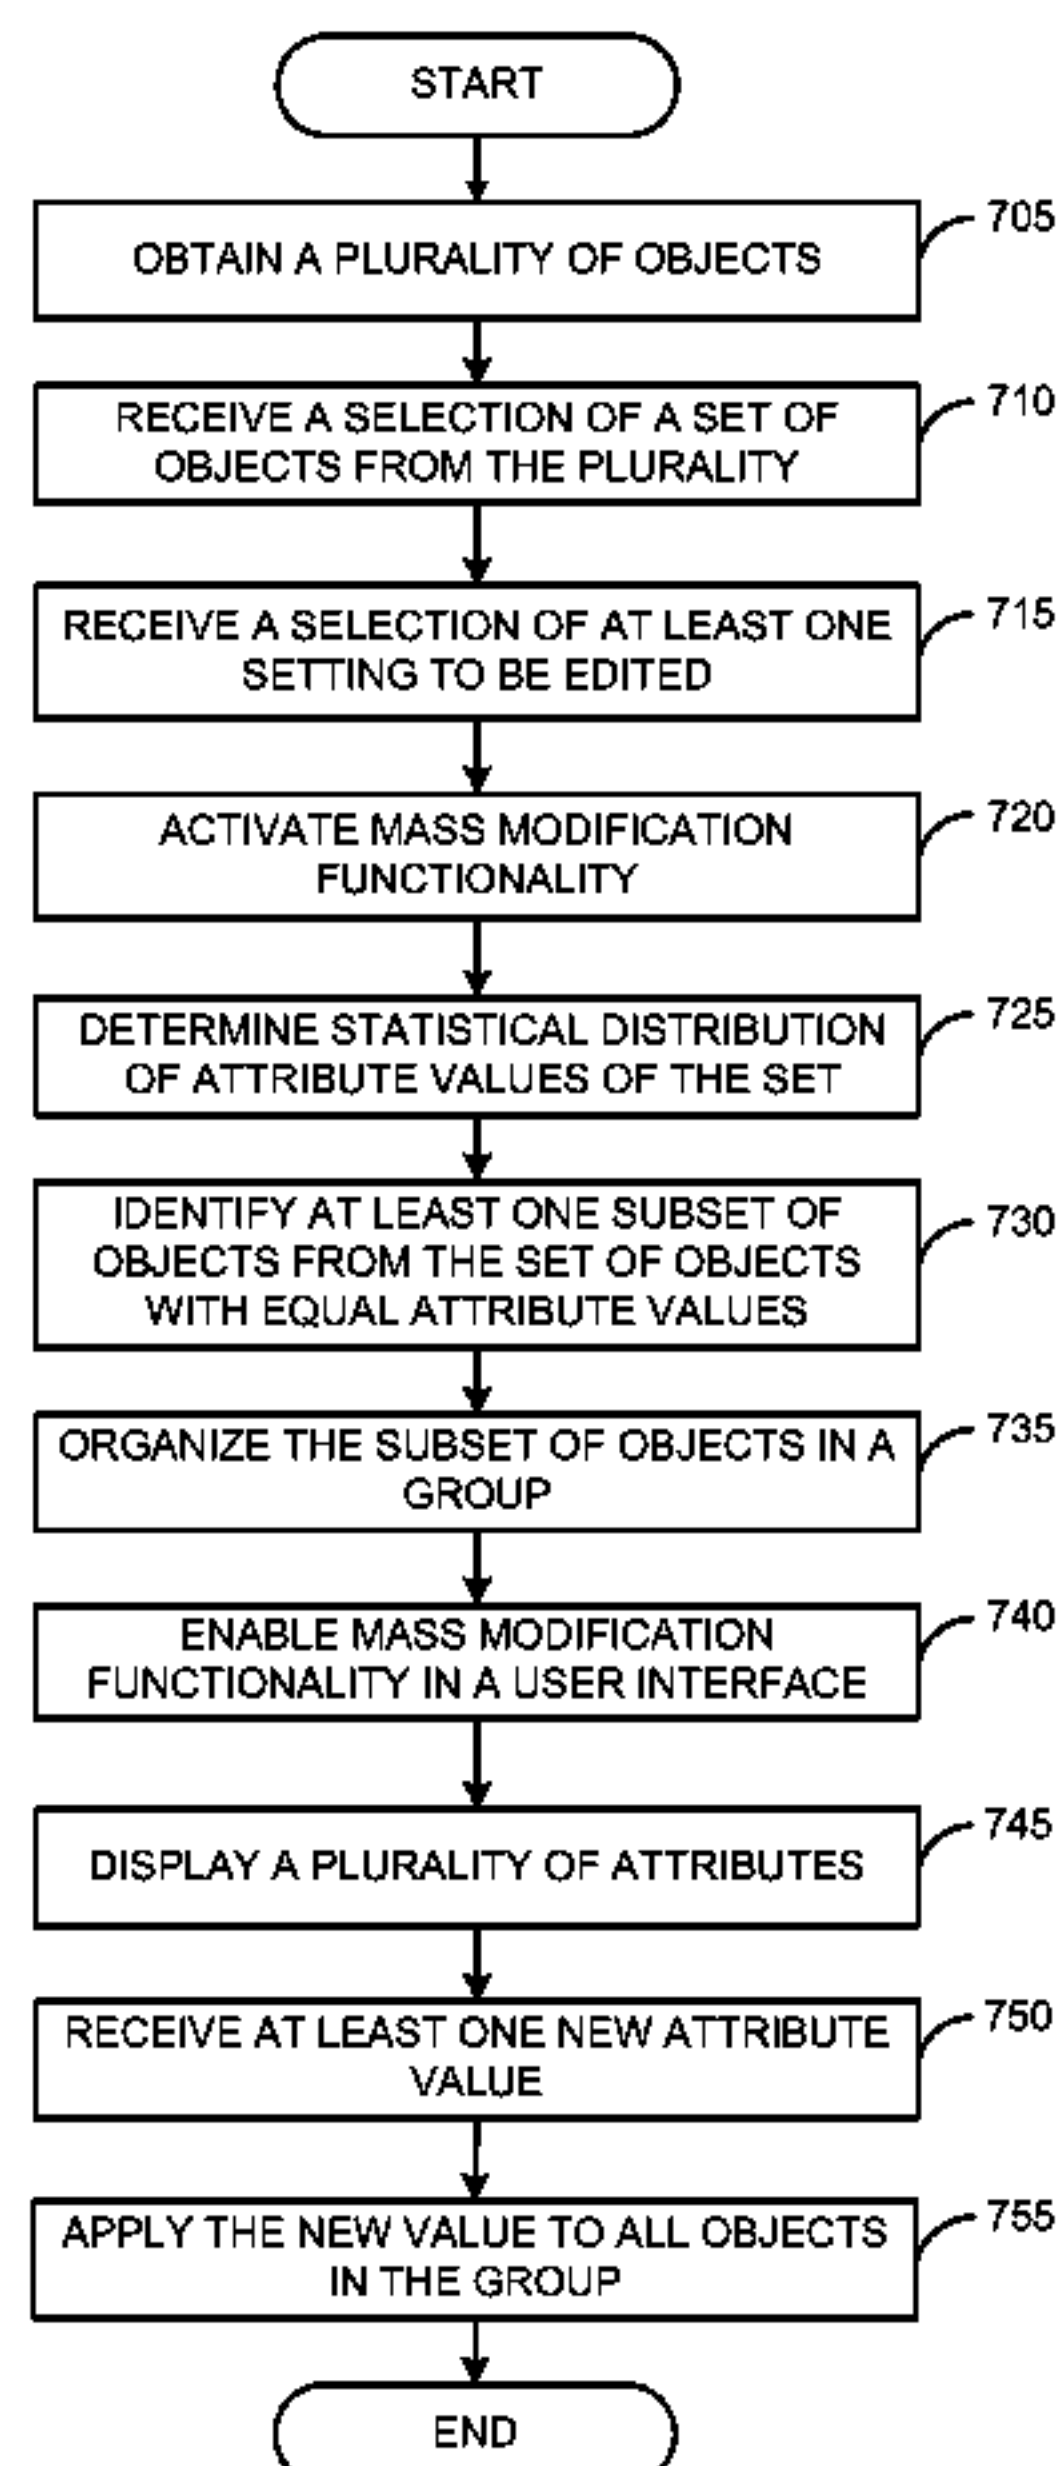 START
OBTAIN A PLURALITY OF OBJECTS
705
RECEIVE A SELECTION OF A SET OF
OBJECTS FROM THE PLURALITY
710
RECEIVE A SELECTION OF AT LEAST ONE
SETTING TO BE EDITED
715
ACTIVATE MASS MODIFICATION
FUNCTIONALITY
720
DETERMINE STATISTICAL DISTRIBUTION
OF ATTRIBUTE VALUES OF THE SET
725
IDENTIFY AT LEAST ONE SUBSET OF
OBJECTS FROM THE SET OF OBJECTS
WITH EQUAL ATTRIBUTE VALUES
730
ORGANIZE THE SUBSET OF OBJECTS IN A
GROUP
735
ENABLE MASS MODIFICATION
FUNCTIONALITY IN A USER INTERFACE
740
DISPLAY A PLURALITY OF ATTRIBUTES
745
RECEIVE AT LEAST ONE NEW ATTRIBUTE
VALUE
750
APPLY THE NEW VALUE TO ALL OBJECTS
IN THE GROUP
755
END